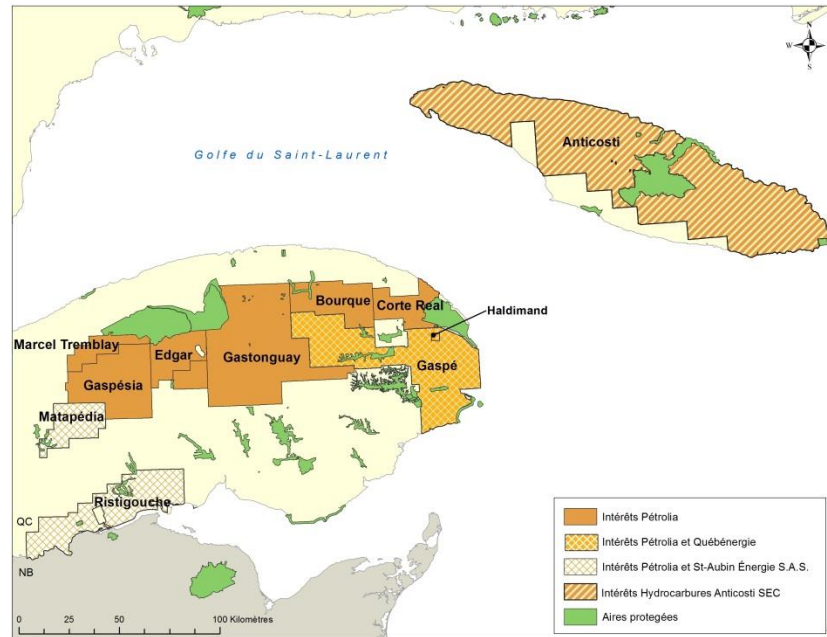 N
W E
S
Anticosti
Golfe du Saint-Laurent
Bourque
Corte Real
Haldimand
Marcel Tremblay
Edgar
Gastonguay
Gaspé
Gaspésia
Matapédia
Ristigouche
QC
NB
Intérêts Pétrolia
Intérêts Pétrolia et Québénergie
Intérêts Pétrolia et St-Aubin Énergie S.A.S.
Intérêts Hydrocarbures Anticosti SEC
Aires protegées
0 25 50 100 Kilomètres